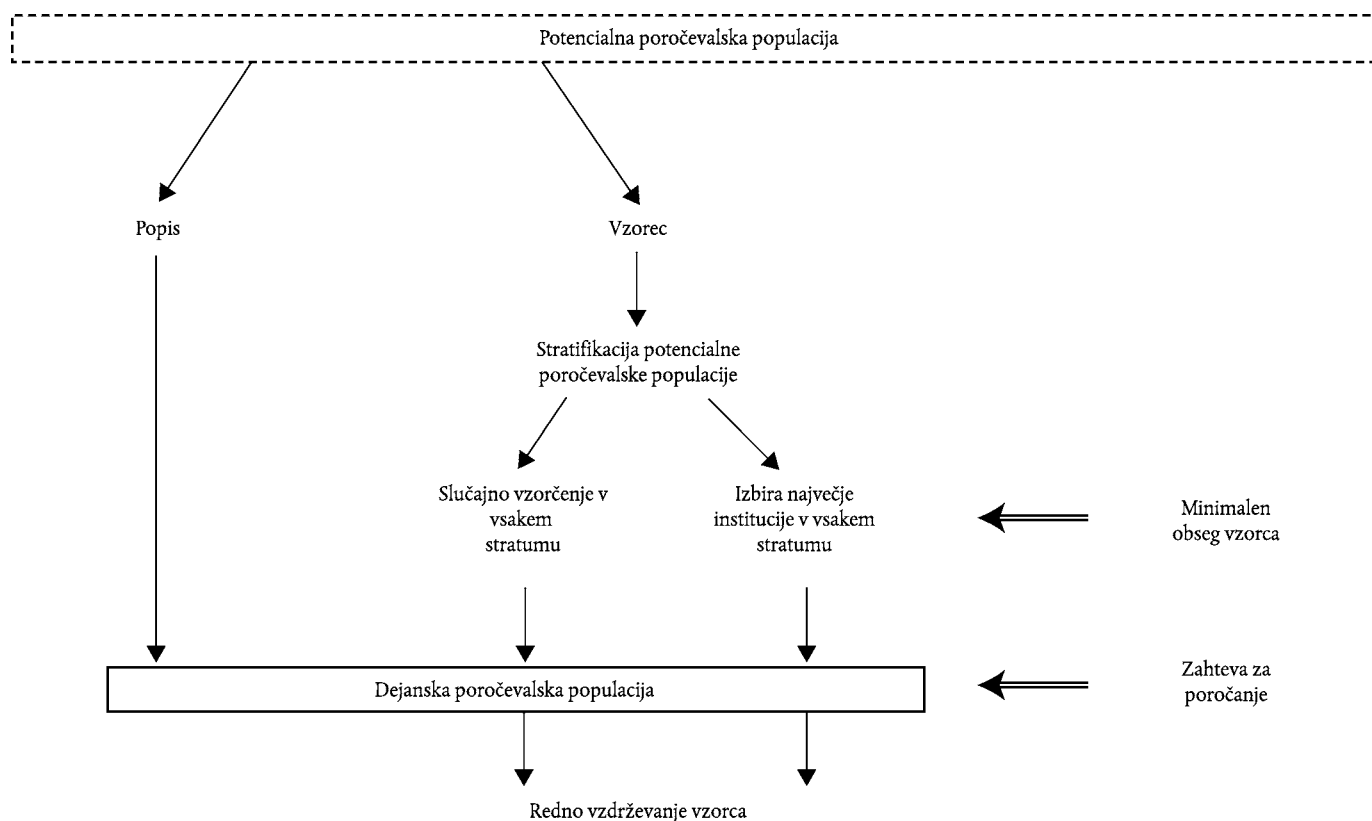 Potencialna poročevalska populacija
Popis
Vzorec
Stratifikacija potencialne
poročevalske populacije
Slučajno vzorčenje v
vsakem
stratumu
Izbira največje
institucije v vsakem
stratumu
Minimalen
obseg vzorca
Dejanska poročevalska populacija
Zahteva za
poročanje
Redno vzdrževanje vzorca